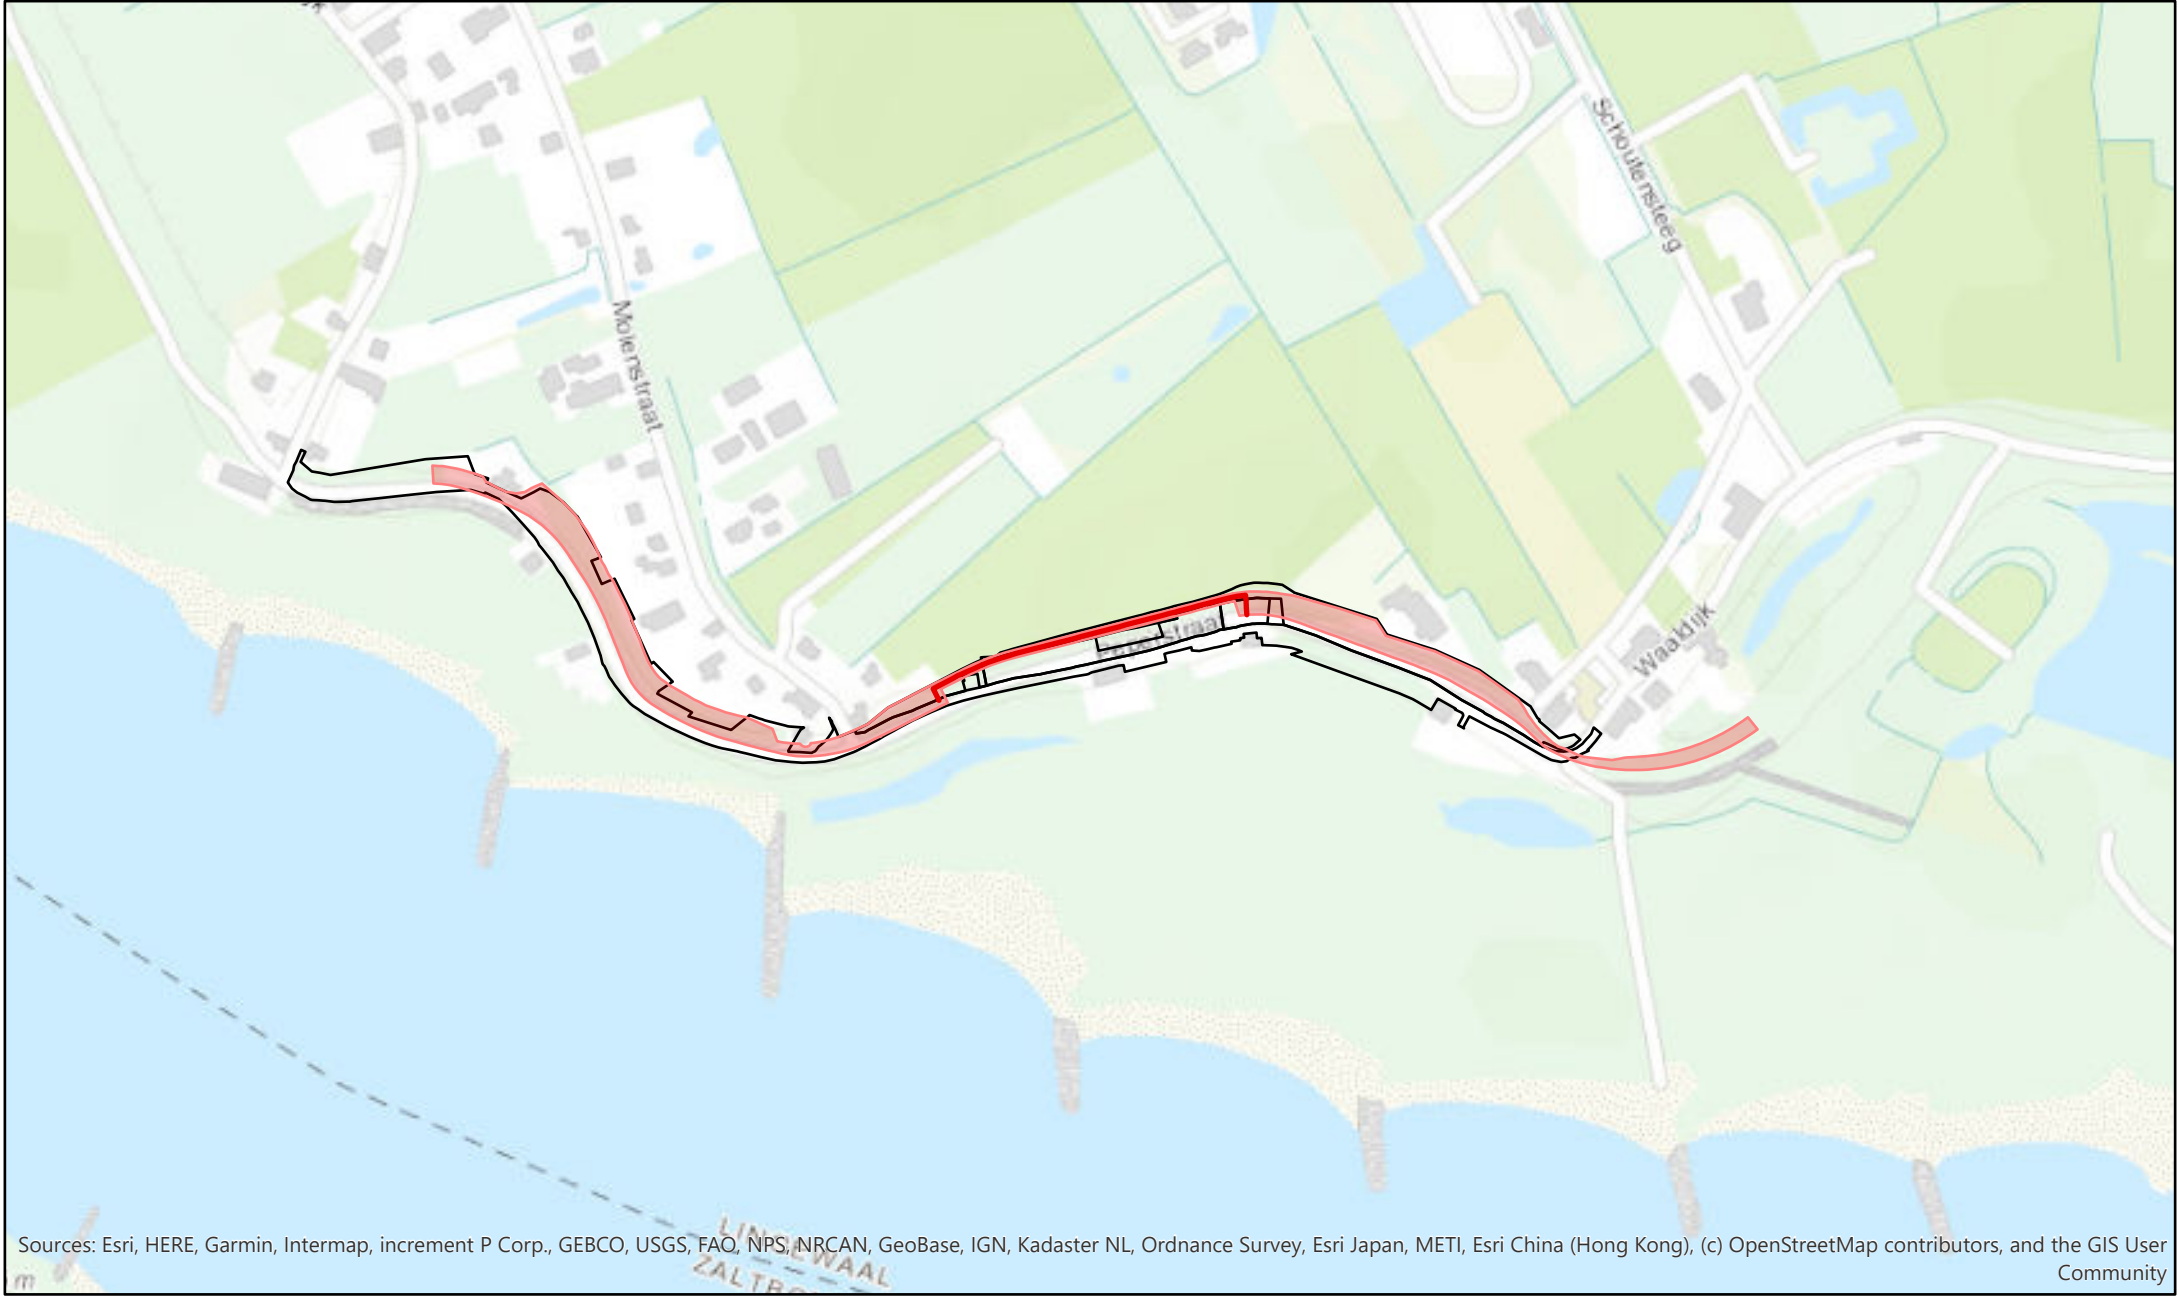 Schoutensteeg
Molenstraat
Waaldijk
LINGEWAAL
Sources: Esri, HERE, Garmin, Intermap, increment P Corp., GEBCO, USGS, FAO, NPS, NRCAN, GeoBase, IGN, Kadaster NL, Ordnance Survey, Esri Japan, METI, Esri China (Hong Kong), (c) OpenStreetMap contributors, and the GIS User
Community